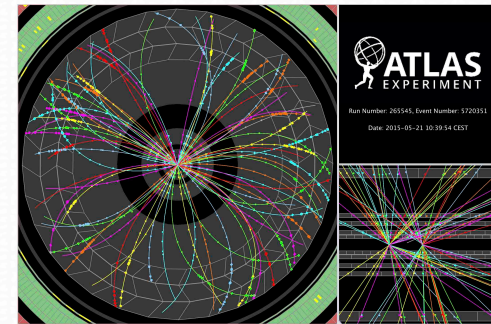 ATLAS
EXPERIMENT
Run Number: 265545, Event Number: 5720351
Date: 2015-05-21 10:39:54 CEST